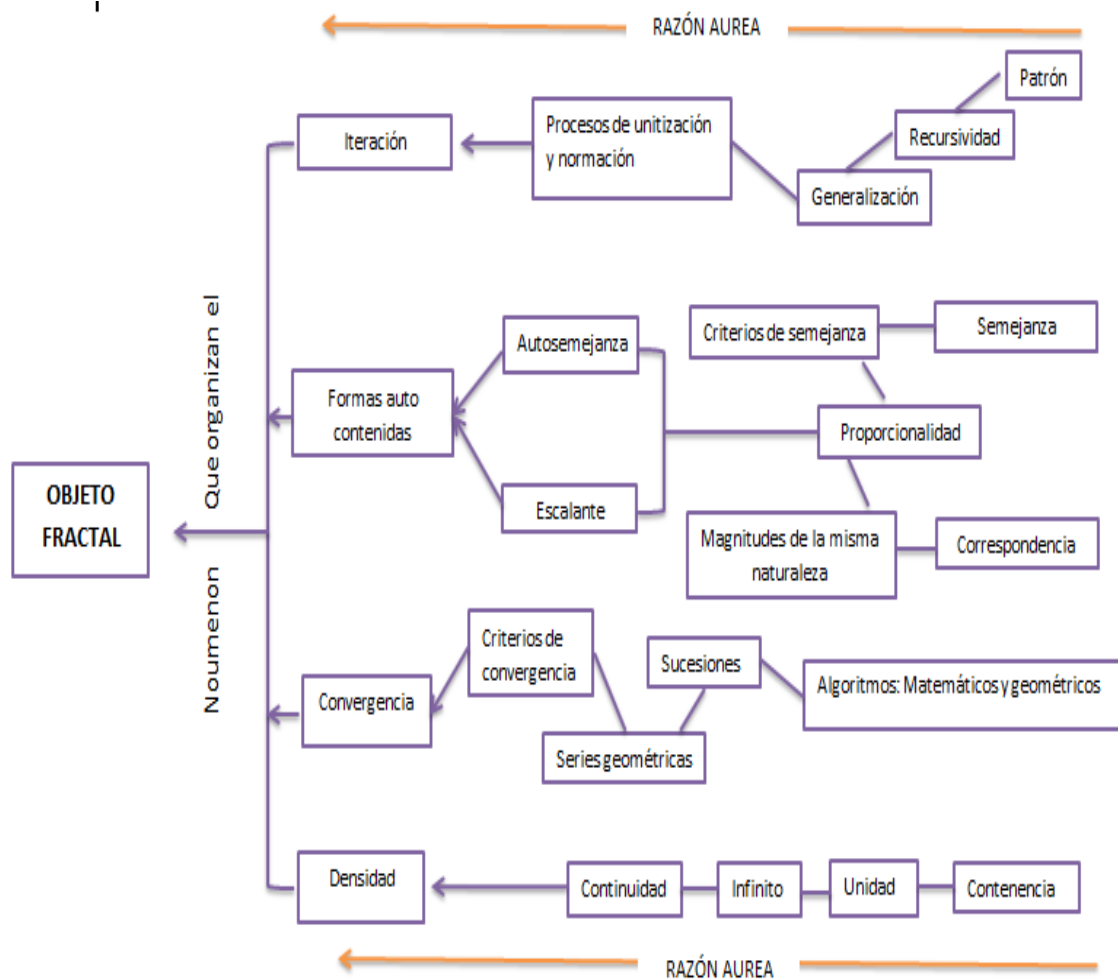 RAZÓN AUREA
Patrón
Recursividad
Generalización
Procesos de unitización
y normación
Iteración
Que organizan el
Noumenon
OBJETO
FRACTAL
Formas auto
contenidas
Autosemejanza
Escalante
Criterios de semejanza
Semejanza
Proporcionalidad
Magnitudes de la misma
naturaleza
Correspondencia
Convergencia
Criterios de
convergencia
Series geométricas
Sucesiones
Algoritmos: Matemáticos y geométricos
Densidad
Continuidad
Infinito
Unidad
Contenencia
RAZÓN AUREA